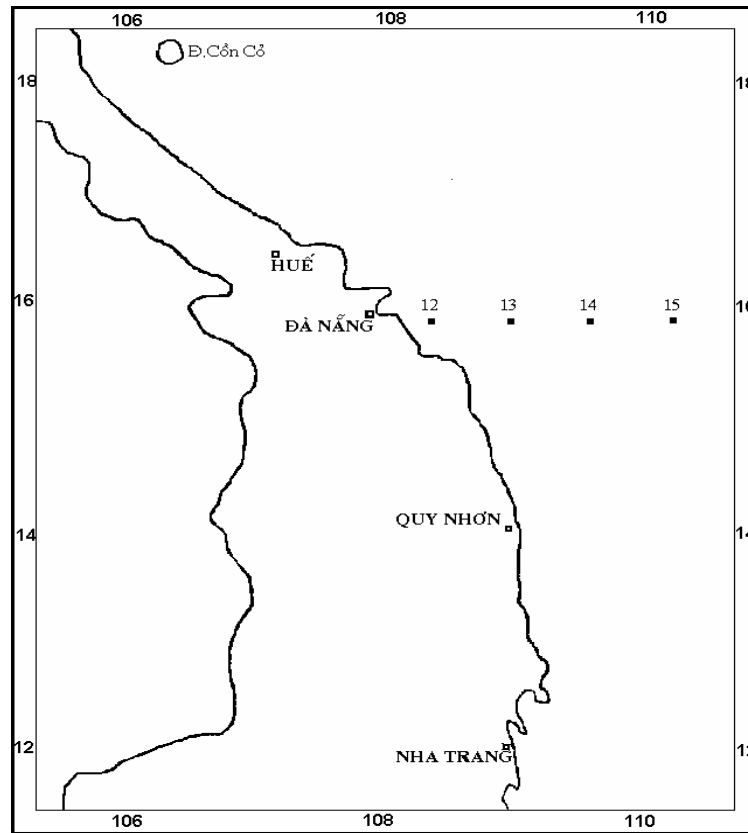 106 108 110
Đ.Cồn Cỏ
18 18
HUẾ
16 16
12 13 14 15
ĐÀ NẴNG
QUY NHƠN
14 14
12 12
NHA TRANG
106 108 110